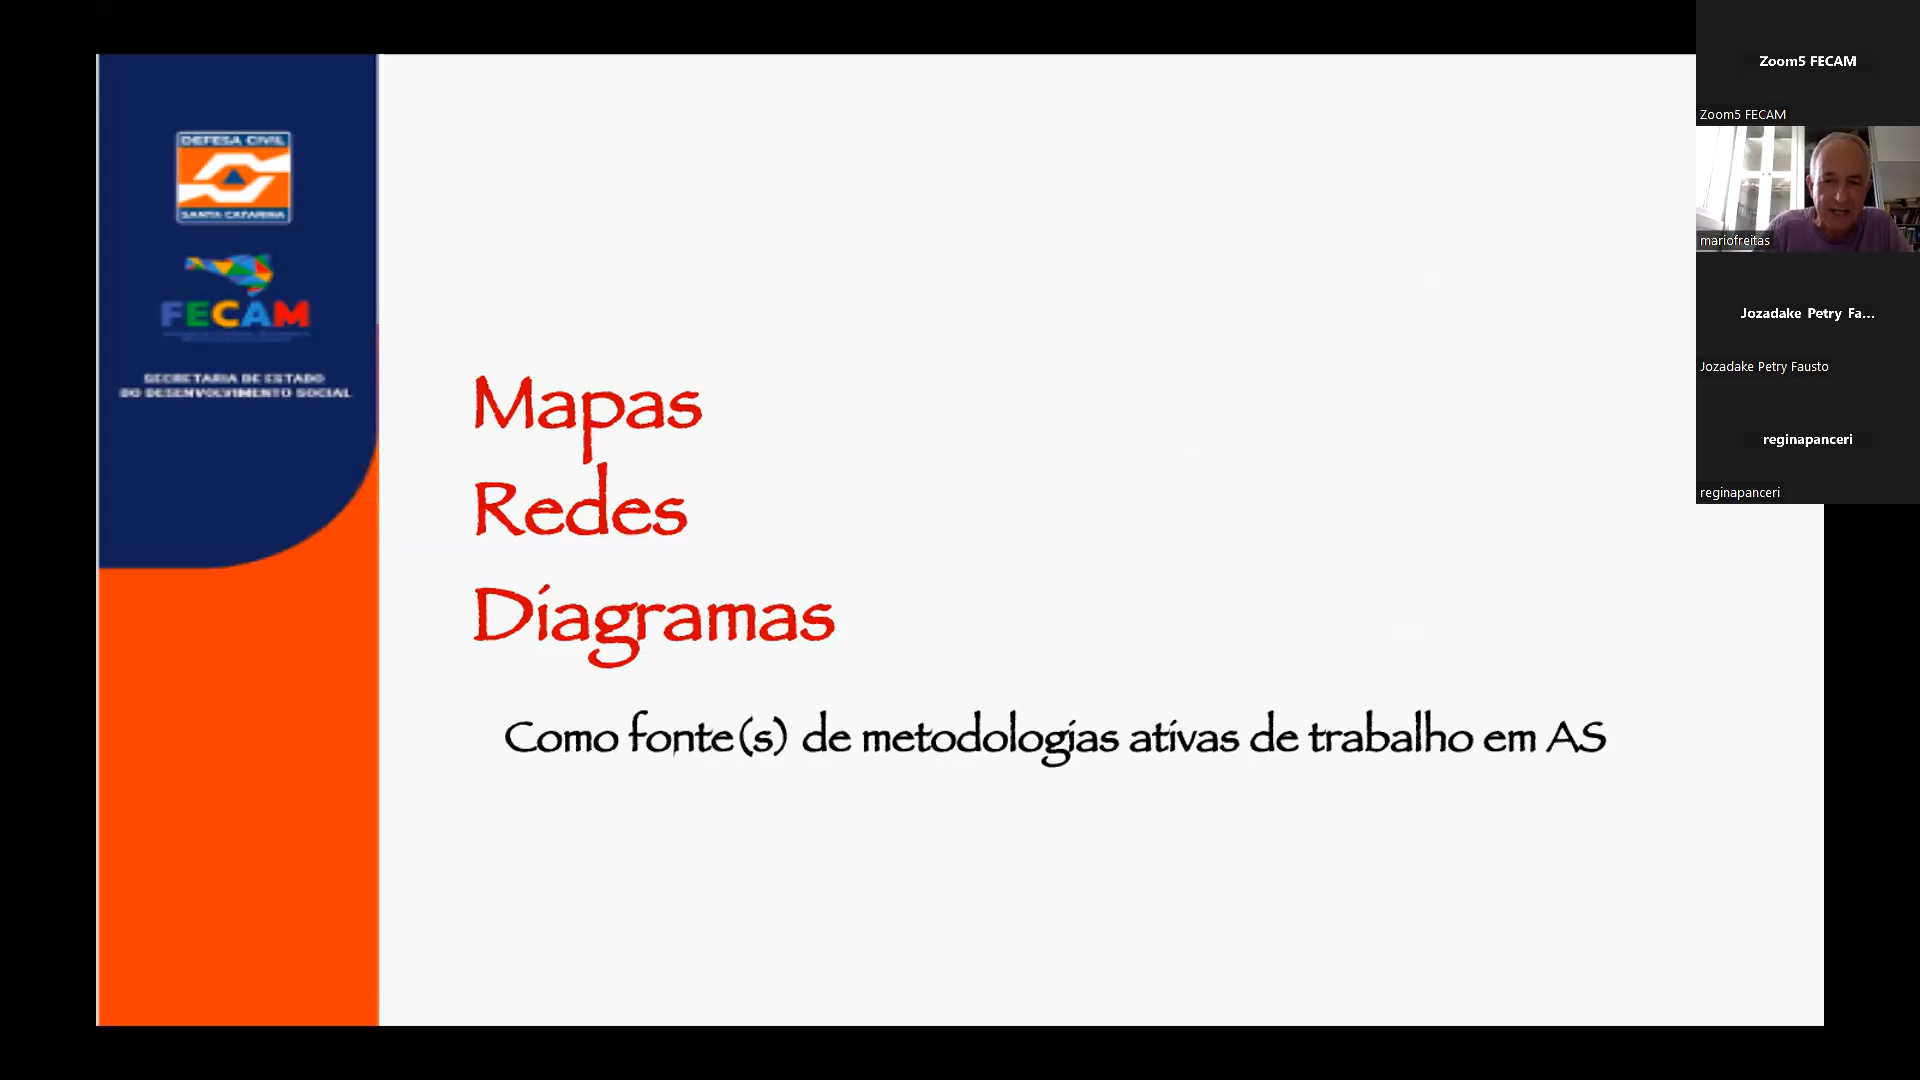 DEFESA CIVIL
SANTA CATARINA
FECAM
SECRETARIA DE ESTADO
DO DESENVOLVIMENTO SOCIAL
Mapas
Redes
Diagramas
Como fonte(s) de metodologias ativas de trabalho em AS
Zoom5 FECAM
Zoom5 FECAM
mariofreitas
Jozadake Petry Fa...
Jozadake Petry Fausto
reginapanceri
reginapanceri